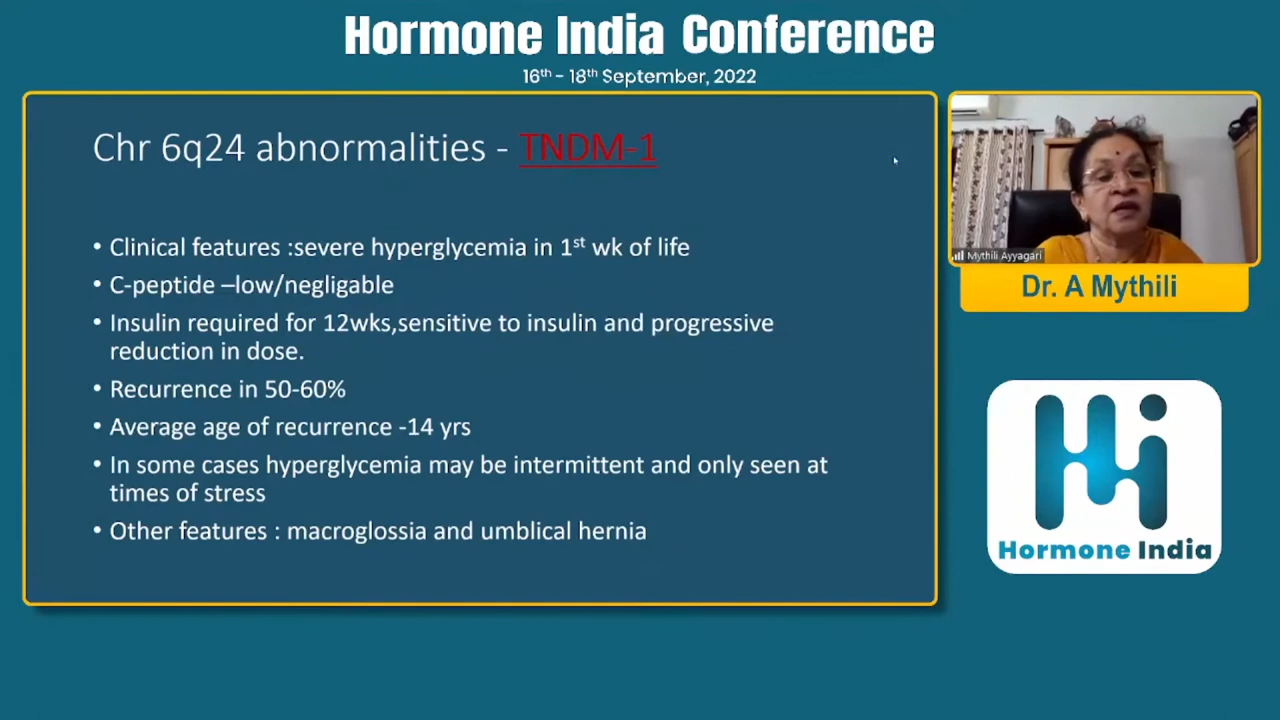 Hormone India Conference
16th - 18th September, 2022
Chr 6q24 abnormalities - TNDM-1
• Clinical features :severe hyperglycemia in 1st wk of life
• C-peptide –low/negligable
• Insulin required for 12wks,sensitive to insulin and progressive
reduction in dose.
• Recurrence in 50-60%
• Average age of recurrence -14 yrs
• In some cases hyperglycemia may be intermittent and only seen at
times of stress
• Other features : macroglossia and umblical hernia
Mythili Ayyagari
Dr. A Mythili
Hi
Hormone India